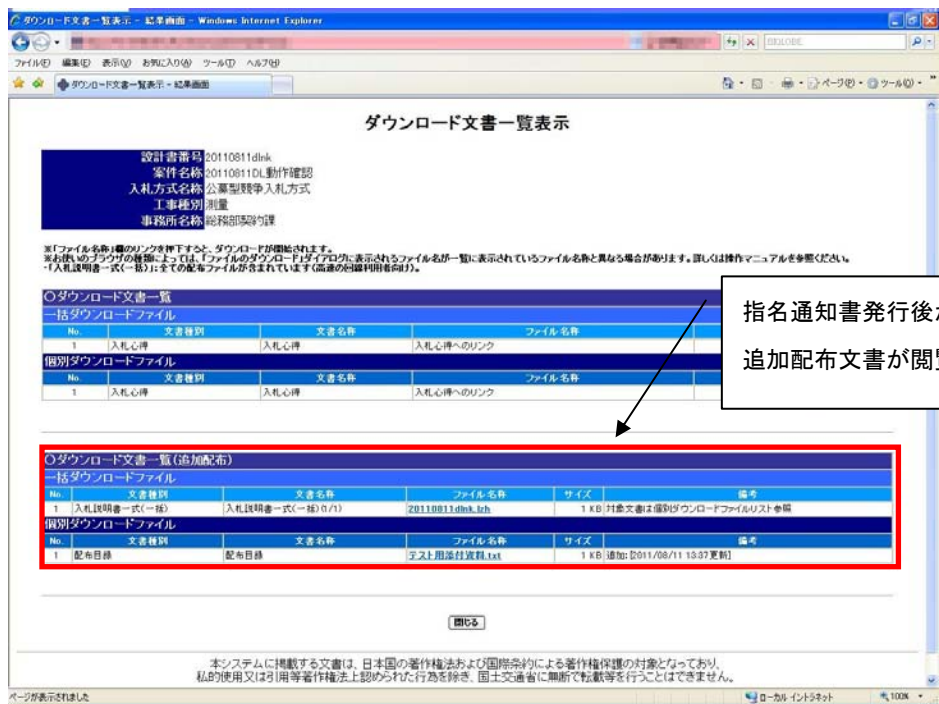 ダウンロード文書一覧表示 - 結果画面 - Windows Internet Explorer
BIGLOBE
ファイル(F) 編集(E) 表示(V) お気に入り(A) ツール(T) ヘルプ(H)
ダウンロード文書一覧表示 - 結果画面
ページ(P) ツール(O)
ダウンロード文書一覧表示
設計書番号 20110811dlnk
案件名称 20110811DL動作確認
入札方式名称 公募型競争入札方式
工事種別 測量
事務所名称 総務部契約課
※「ファイル名称」欄のリンクを押下すると、ダウンロードが開始されます。
※お使いのブラウザの種類によっては、「ファイルのダウンロード」ダイアログに表示されるファイル名が一覧に表示されているファイル名称と異なる場合があります。詳しくは操作マニュアルを参照ください。
・「入札説明書一式(一括)」:全ての配布ファイルが含まれています(高速の回線利用者向け)。
指名通知書発行後
追加配布文書が閲
○ダウンロード文書一覧
一括ダウンロードファイル
No. 文書種別 文書名称 ファイル名称
1 入札心得 入札心得 入札心得へのリンク
個別ダウンロードファイル
No. 文書種別 文書名称 ファイル名称
1 入札心得 入札心得 入札心得へのリンク
○ダウンロード文書一覧(追加配布)
一括ダウンロードファイル
No. 文書種別 文書名称 ファイル名称 サイズ 備考
1 入札説明書一式(一括) 入札説明書一式(一括)(1/1) 20110811dlnk.lzh 1 KB 対象文書は個別ダウンロードファイルリスト参照
個別ダウンロードファイル
No. 文書種別 文書名称 ファイル名称 サイズ 備考
1 配布目録 配布目録 テスト用添付資料.txt 1 KB 追加:[2011/08/11 13:37更新]
閉じる
本システムに掲載する文書は、日本国の著作権法および国際条約による著作権保護の対象となっており、
私的使用又は引用等著作権法上認められた行為を除き、国土交通省に無断で転載等を行うことはできません。
ページが表示されました ローカル イントラネット 100%